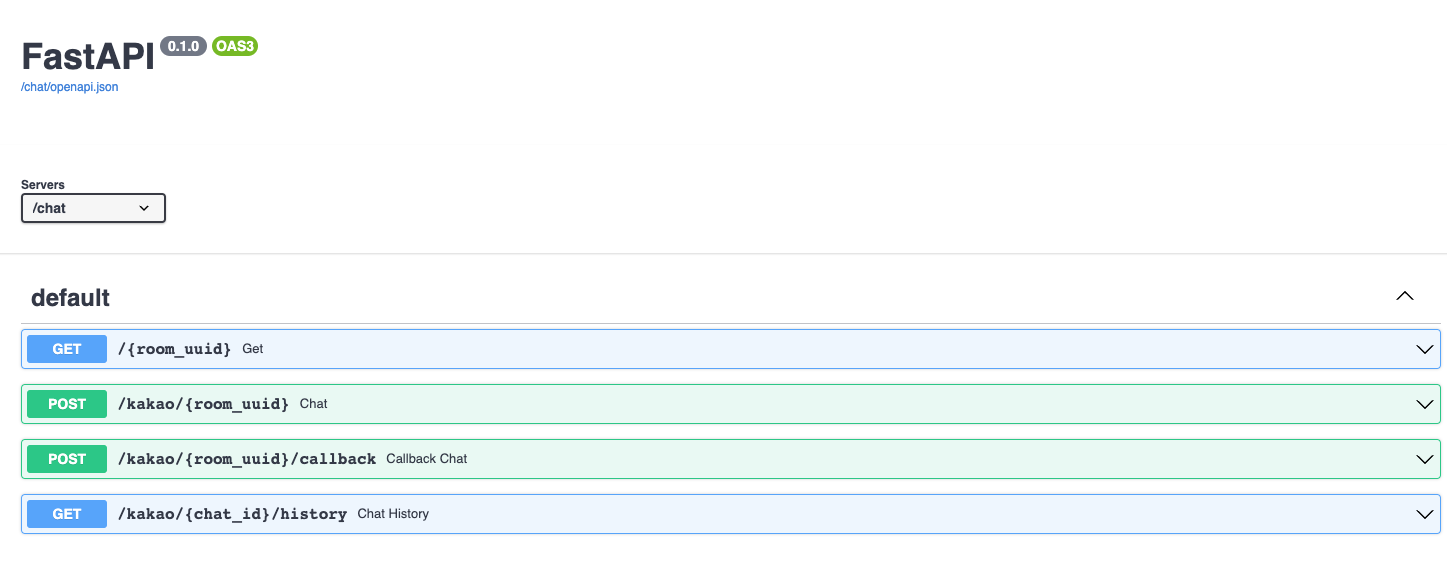 FastAPI 0.1.0 OAS3
/chat/openapi.json
Servers
/chat
default
GET /{room_uuid} Get
POST /kakao/{room_uuid} Chat
POST /kakao/{room_uuid}/callback Callback Chat
GET /kakao/{chat_id}/history Chat History